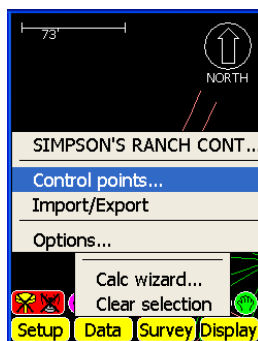 73'
NORTH
SIMPSON'S RANCH CONT...
Control points...
Import/Export
Options...
Calc wizard...
Clear selection
Setup Data Survey Display